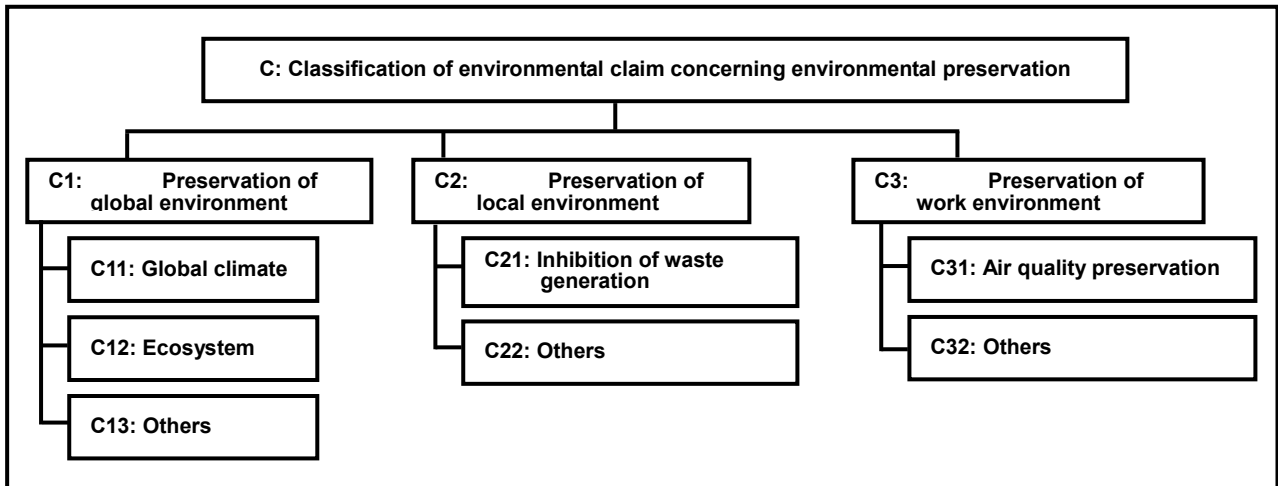 C: Classification of environmental claim concerning environmental preservation
C1: Preservation of
global environment
C11: Global climate
C12: Ecosystem
C13: Others
C2: Preservation of
local environment
C21: Inhibition of waste
generation
C22: Others
C3: Preservation of
work environment
C31: Air quality preservation
C32: Others